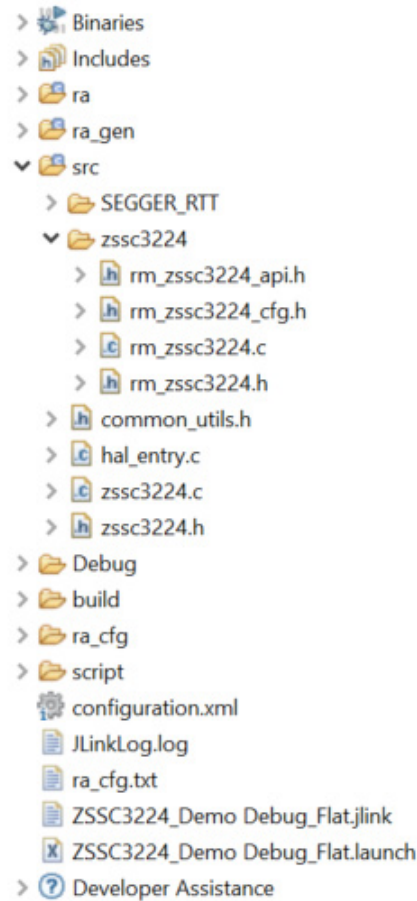 Binaries
Includes
ra
ra_gen
src
SEGGER_RTT
zssc3224
rm_zssc3224_api.h
rm_zssc3224_cfg.h
rm_zssc3224.c
rm_zssc3224.h
common_utils.h
hal_entry.c
zssc3224.c
zssc3224.h
Debug
build
ra_cfg
script
configuration.xml
JLinkLog.log
ra_cfg.txt
ZSSC3224_Demo Debug_Flat.jlink
ZSSC3224_Demo Debug_Flat.launch
Developer Assistance